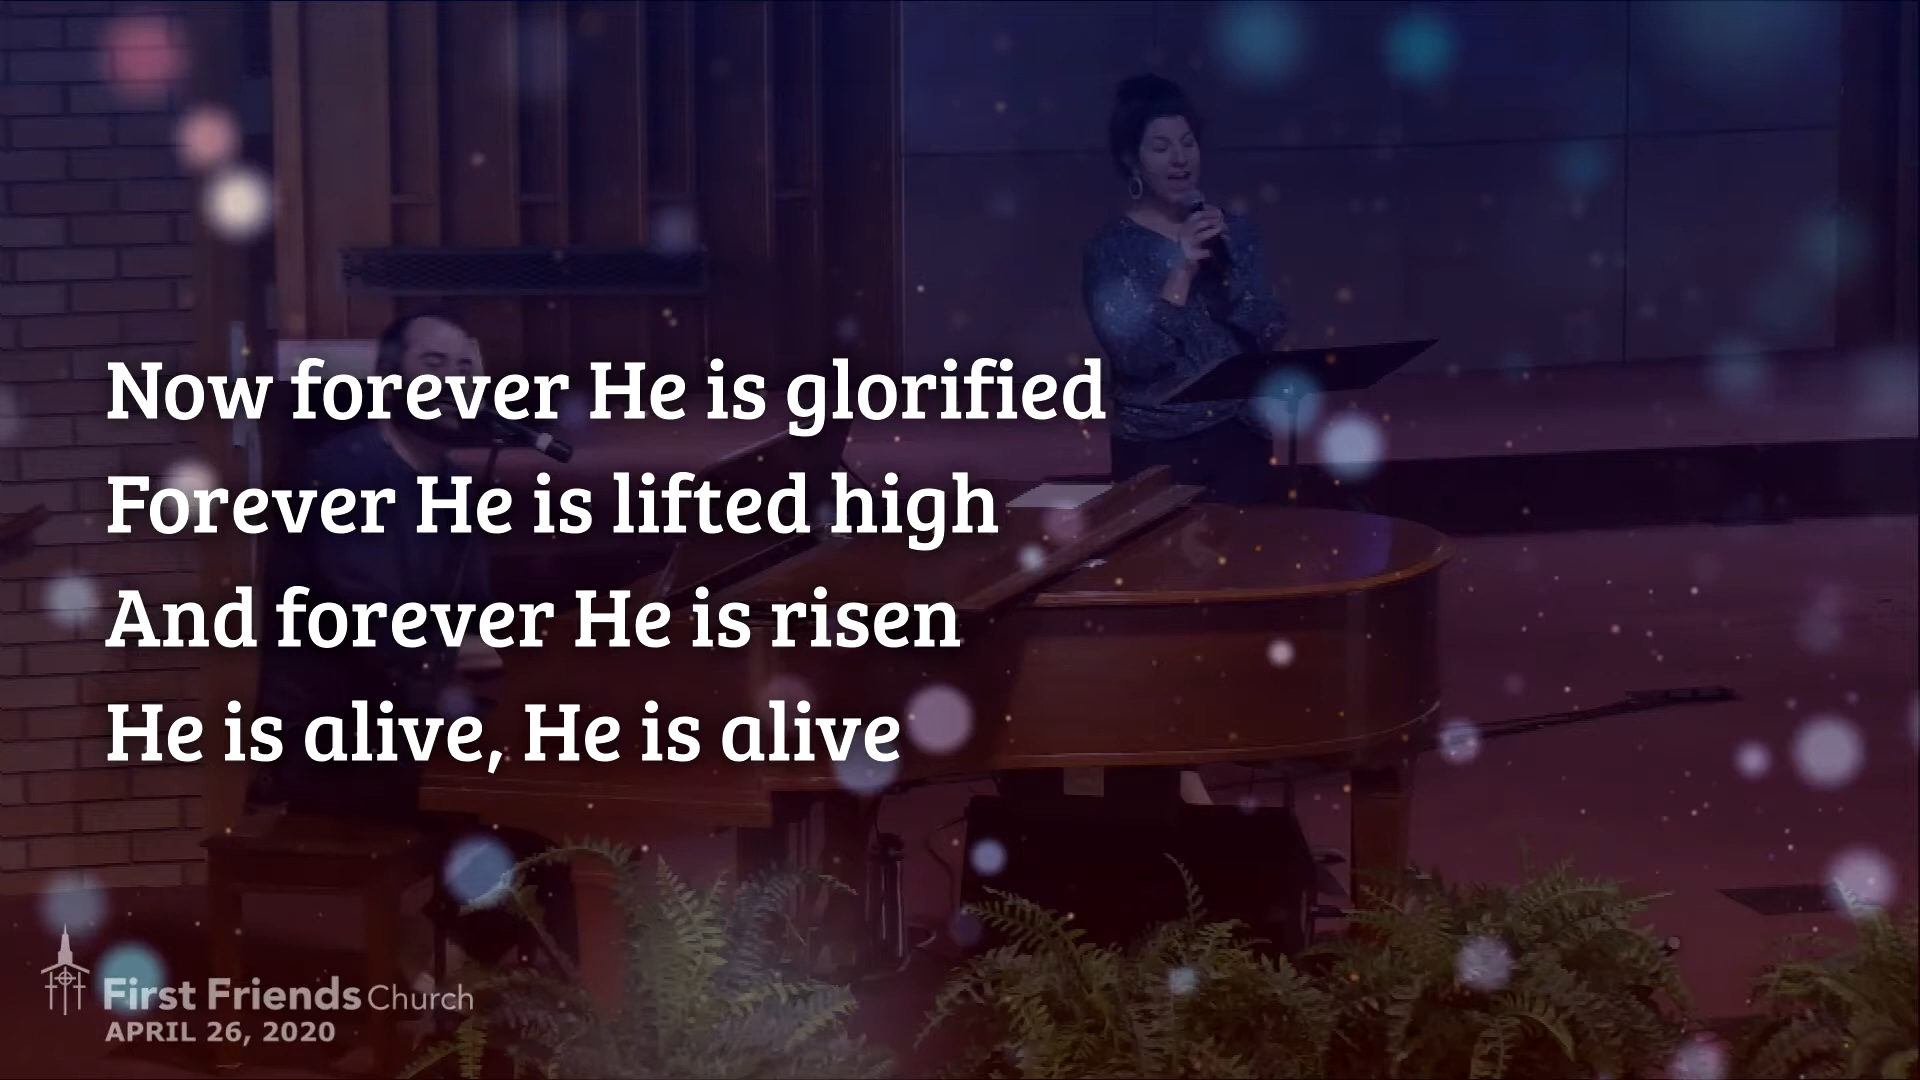 Now forever He is glorified
Forever He is lifted high
And forever He is risen
He is alive, He is alive
First Friends Church
APRIL 26, 2020